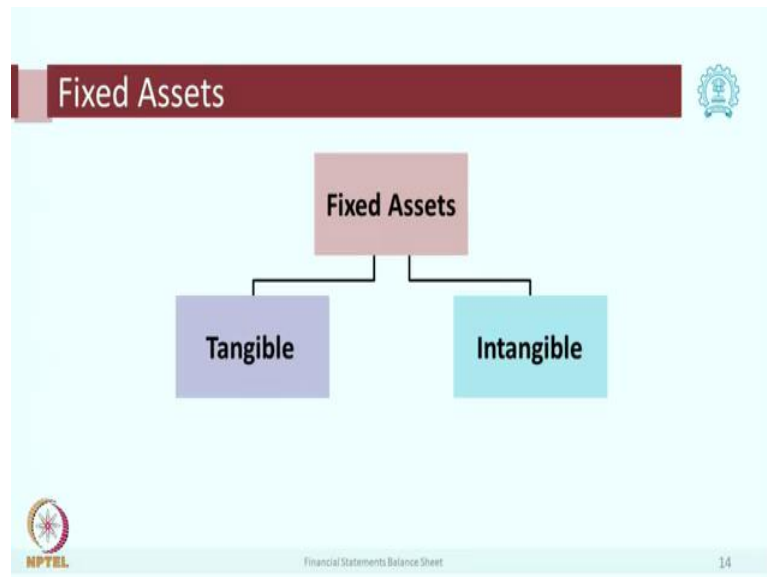 Fixed Assets
Fixed Assets
Tangible
Intangible
NPTEL
Financial Statements Balance Sheet
14